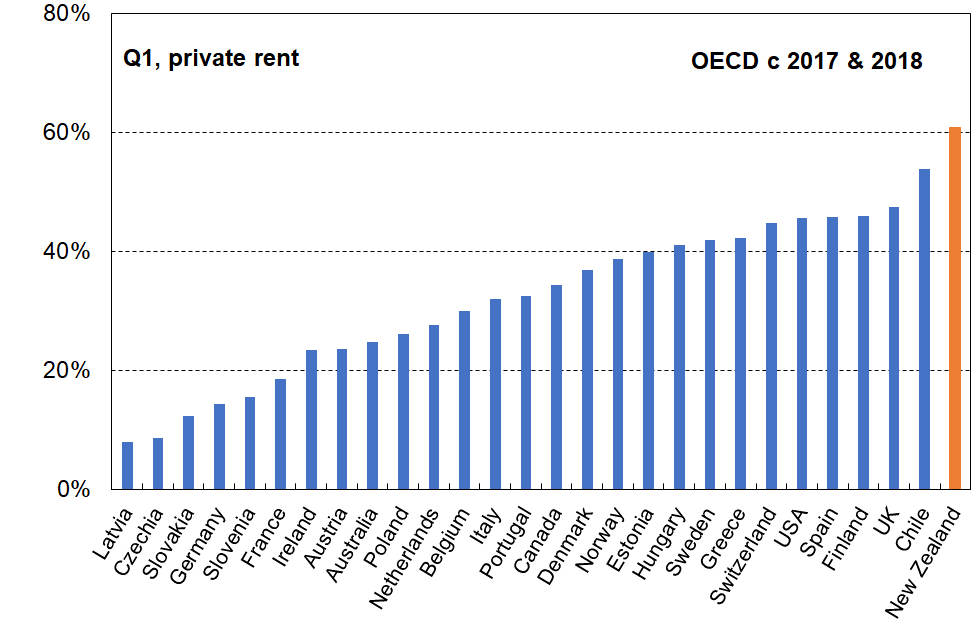 80%
Q1, private rent
OECD c 2017 & 2018
60%
40%
20%
0%
Latvia
Czechia
Slovakia
Germany
Slovenia
France
Ireland
Austria
Australia
Poland
Netherlands
Belgium
Italy
Portugal
Canada
Denmark
Norway
Estonia
Hungary
Sweden
Greece
Switzerland
USA
Spain
Finland
UK
Chile
New Zealand